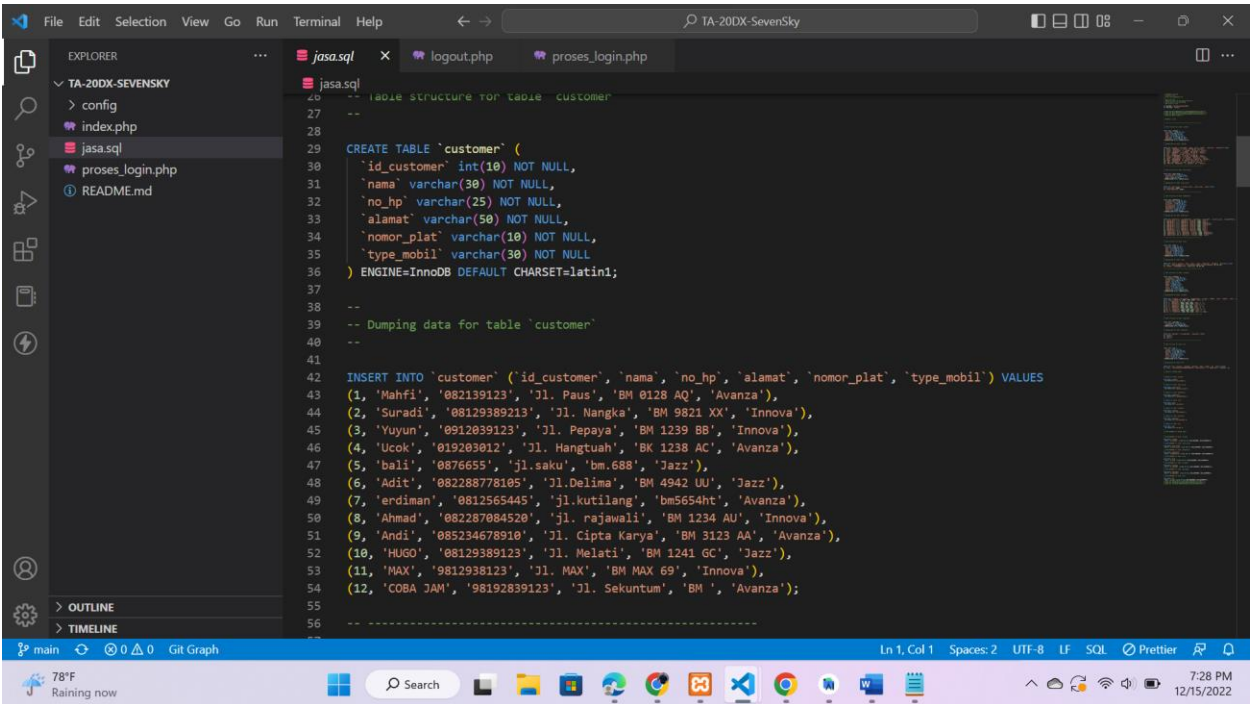 File Edit Selection View Go Run Terminal Help
TA-20DX-SevenSky
EXPLORER
jasa.sql
logout.php
proses_login.php
TA-20DX-SEVENSKY
config
index.php
jasa.sql
proses_login.php
README.md
OUTLINE
TIMELINE
jasa.sql
26 -- Table structure for table `customer`
27 --
28
29 CREATE TABLE `customer` (
30 `id_customer` int(10) NOT NULL,
31 `nama` varchar(30) NOT NULL,
32 `no_hp` varchar(25) NOT NULL,
33 `alamat` varchar(50) NOT NULL,
34 `nomor_plat` varchar(10) NOT NULL,
35 `type_mobil` varchar(30) NOT NULL
36 ) ENGINE=InnoDB DEFAULT CHARSET=latin1;
37
38 --
39 -- Dumping data for table `customer`
40 --
41
42 INSERT INTO `customer` (`id_customer`, `nama`, `no_hp`, `alamat`, `nomor_plat`, `type_mobil`) VALUES
43 (1, 'Mahfi', '082139123', 'Jl. Paus', 'BM 0128 AQ', 'Avanza'),
44 (2, 'Suradi', '08129389213', 'Jl. Nangka', 'BM 9821 XX', 'Innova'),
45 (3, 'Yuyun', '0912039123', 'Jl. Pepaya', 'BM 1239 BB', 'Innova'),
46 (4, 'Ucok', '019203012', 'Jl. Hangtuah', 'BK 1238 AC', 'Avanza'),
47 (5, 'bali', '0876655', 'jl.saku', 'bm.688', 'Jazz'),
48 (6, 'Adit', '082288778105', 'Jl.Delima', 'BM 4942 UU', 'Jazz'),
49 (7, 'erdiman', '0812565445', 'jl.kutilang', 'bm5654ht', 'Avanza'),
50 (8, 'Ahmad', '082287084520', 'jl. rajawali', 'BM 1234 AU', 'Innova'),
51 (9, 'Andi', '085234678910', 'Jl. Cipta Karya', 'BM 3123 AA', 'Avanza'),
52 (10, 'HUGO', '08129389123', 'Jl. Melati', 'BM 1241 GC', 'Jazz'),
53 (11, 'MAX', '9812938123', 'Jl. MAX', 'BM MAX 69', 'Innova'),
54 (12, 'COBA JAM', '98192839123', 'Jl. Sekuntum', 'BM ', 'Avanza');
55
56 -- --------------------------------------------------------
main 0 0 Git Graph
Ln 1, Col 1 Spaces: 2 UTF-8 LF SQL Prettier
78°F
Raining now
Search
7:28 PM
12/15/2022